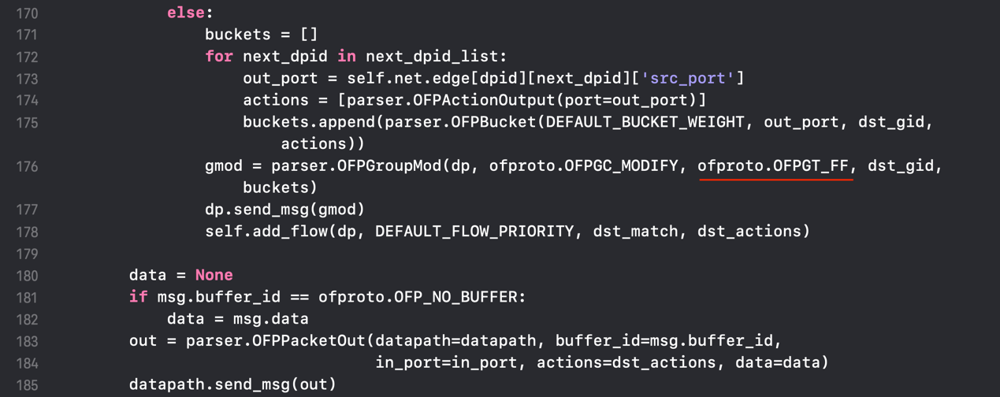 170 else:
171 buckets = []
172 for next_dpid in next_dpid_list:
173 out_port = self.net.edge[dpid][next_dpid]['src_port']
174 actions = [parser.OFPActionOutput(port=out_port)]
175 buckets.append(parser.OFPBucket(DEFAULT_BUCKET_WEIGHT, out_port, dst_gid,
actions))
176 gmod = parser.OFPGroupMod(dp, ofproto.OFPGC_MODIFY, ofproto.OFPGT_FF, dst_gid,
buckets)
177 dp.send_msg(gmod)
178 self.add_flow(dp, DEFAULT_FLOW_PRIORITY, dst_match, dst_actions)
179
180 data = None
181 if msg.buffer_id == ofproto.OFP_NO_BUFFER:
182 data = msg.data
183 out = parser.OFPPacketOut(datapath=datapath, buffer_id=msg.buffer_id,
184 in_port=in_port, actions=dst_actions, data=data)
185 datapath.send_msg(out)